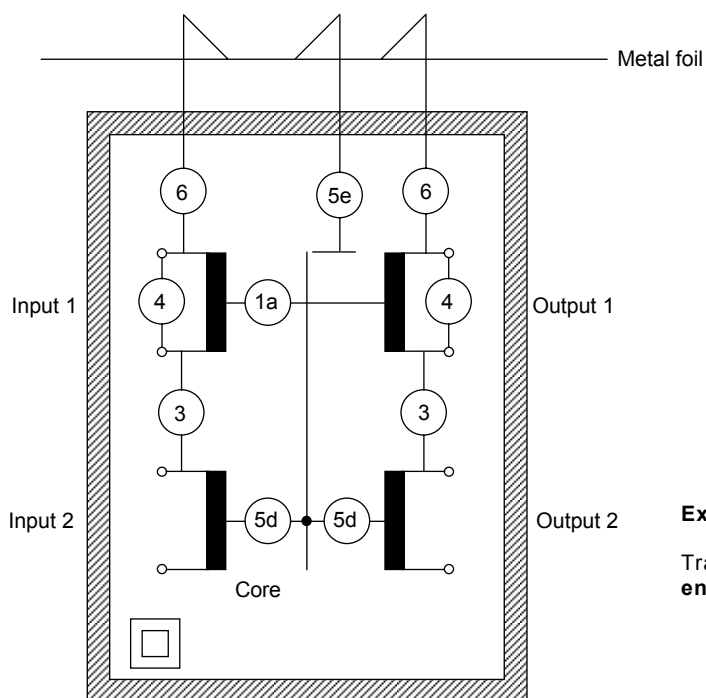 Metal foil
6
5e
6
Input 1
4
1a
4
Output 1
3
3
Input 2
5d
5d
Output 2
Core
Ex
Tra
en